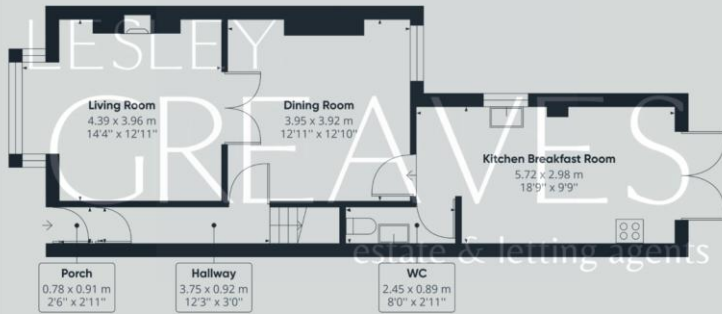 LESLEY
GREAVES
estate & letting agents
Living Room
4.39 x 3.96 m
14'4" x 12'11"
Dining Room
3.95 x 3.92 m
12'11" x 12'10"
Kitchen Breakfast Room
5.72 x 2.98 m
18'9" x 9'9"
Porch
0.78 x 0.91 m
2'6" x 2'11"
Hallway
3.75 x 0.92 m
12'3" x 3'0"
WC
2.45 x 0.89 m
8'0" x 2'11"